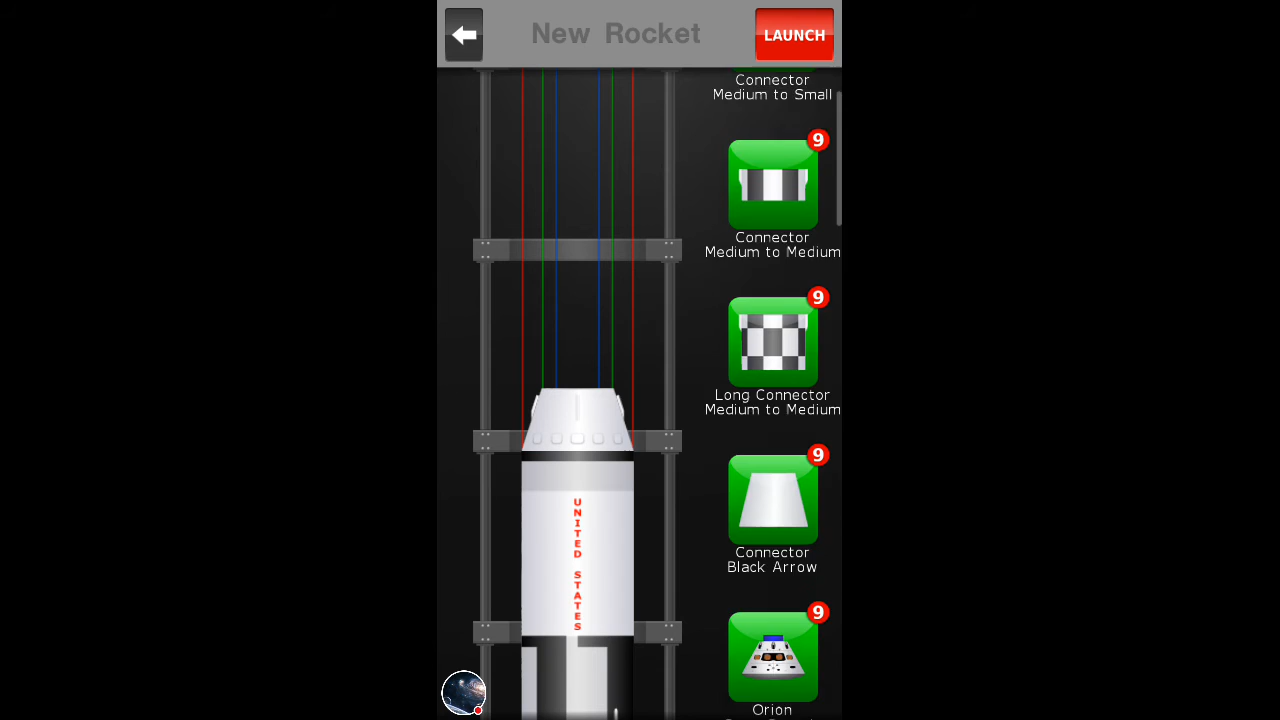 New Rocket
LAUNCH
Connector
Medium to Small
9
Connector
Medium to Medium
9
Long Connector
Medium to Medium
9
Connector
Black Arrow
9
Orion
UNITED STATES